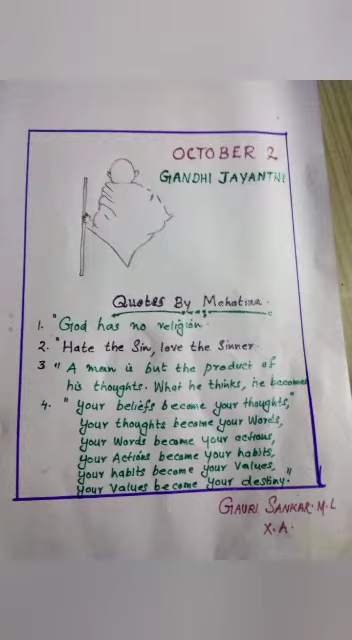 OCTOBER 2
GANDHI JAYANTHI
Quotes By Mahatma.
1. "God has no religion.
2. "Hate the Sin, love the Sinner.
3 " A man is but the product of
his thoughts. What he thinks, he becomes
4. " your beliefs become your thoughts,"
your thoughts become your Words,
your Words become your actions,
your Actions become your habits,
your habits become your Values,
your Values become your destiny."
GAURI SANKAR. M. L
X. A.